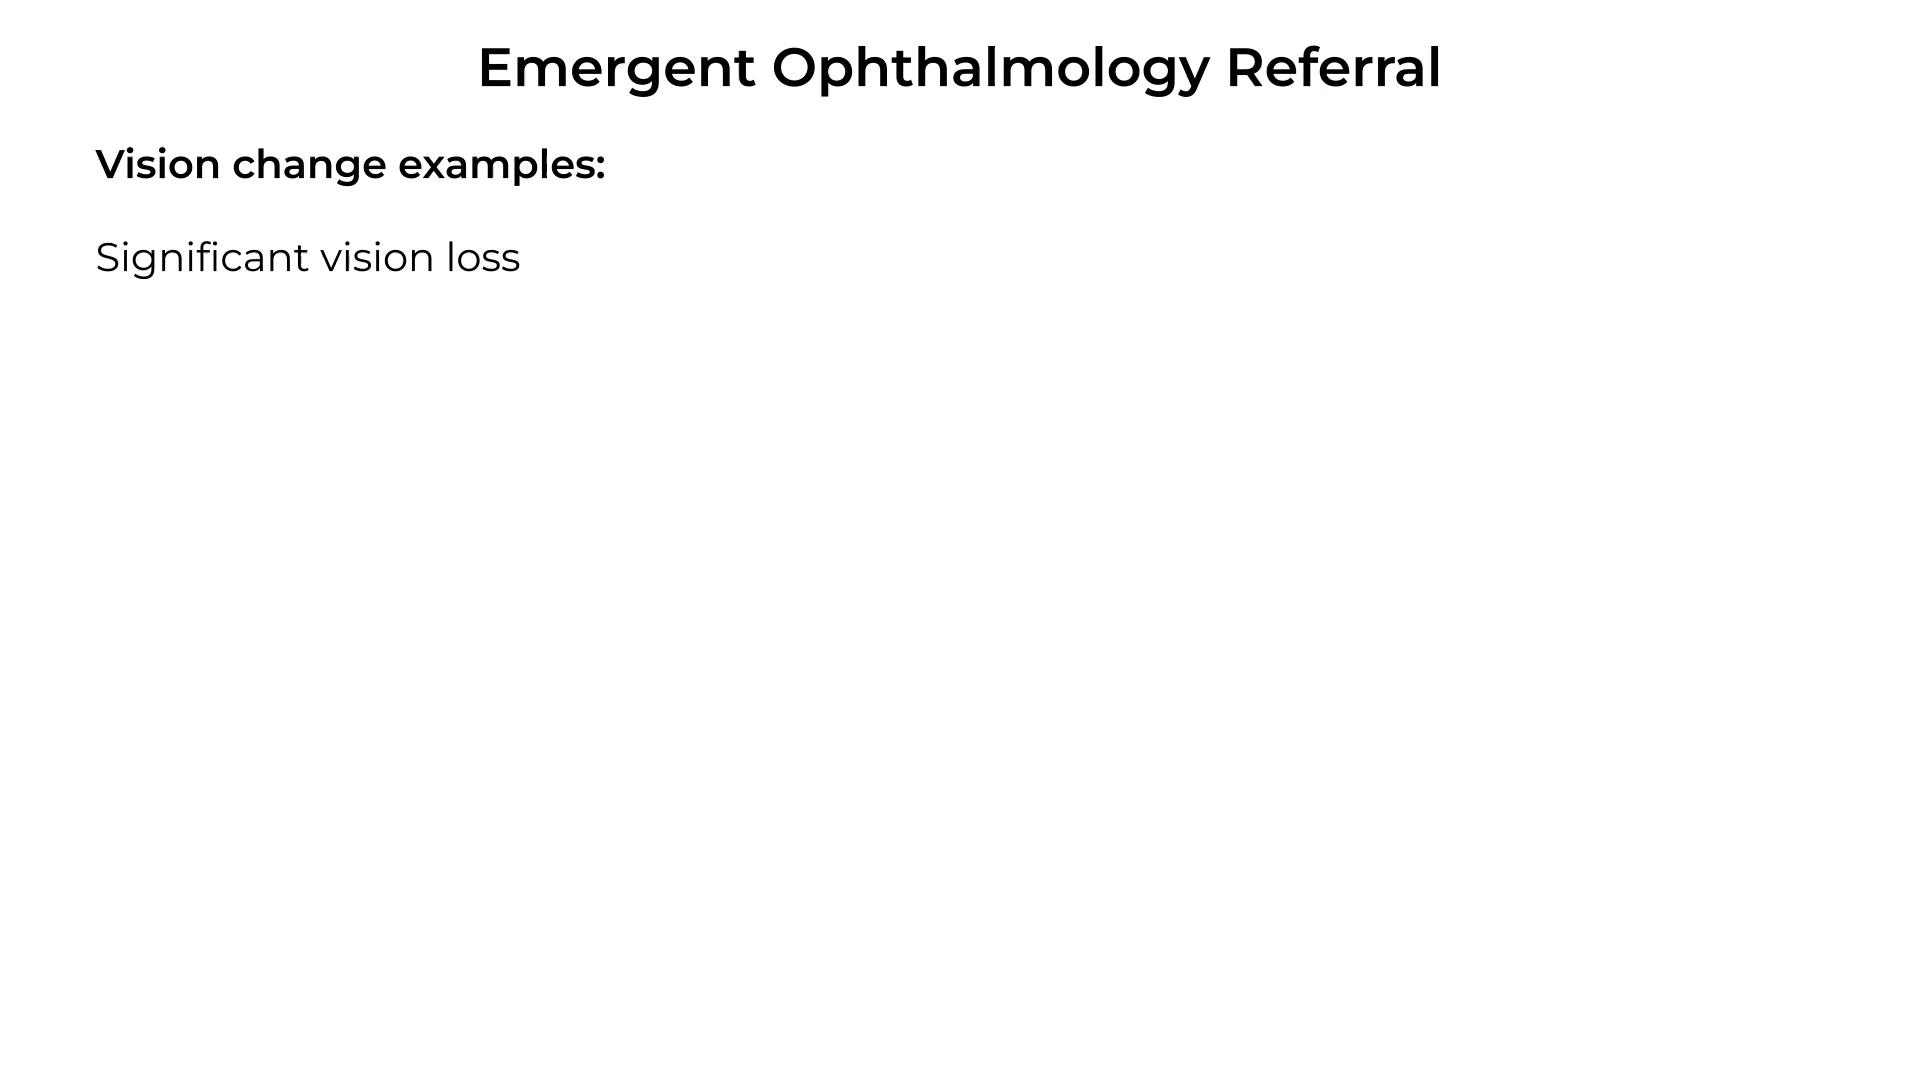 Emergent Ophthalmology Referral
Vision change examples:
Significant vision loss